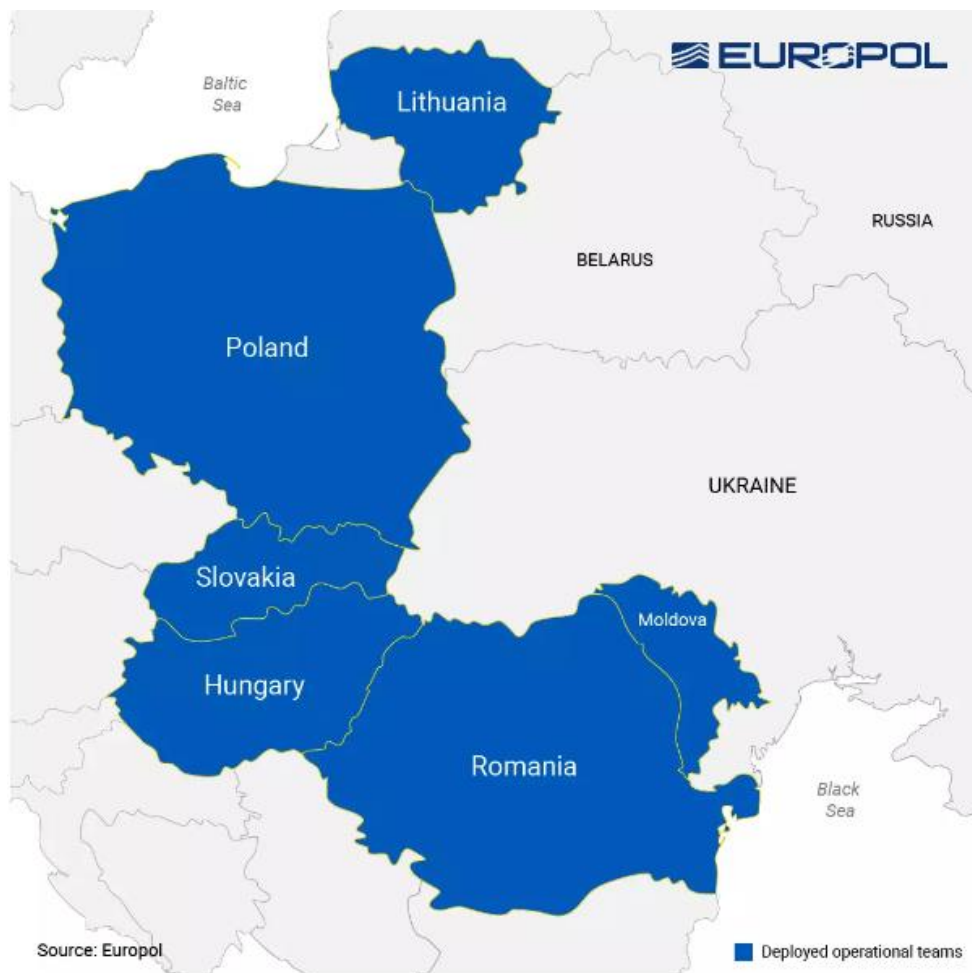 EUROPOL
Baltic
Sea
Lithuania
RUSSIA
BELARUS
Poland
UKRAINE
Slovakia
Moldova
Hungary
Romania
Black
Sea
Source: Europol
Deployed operational teams